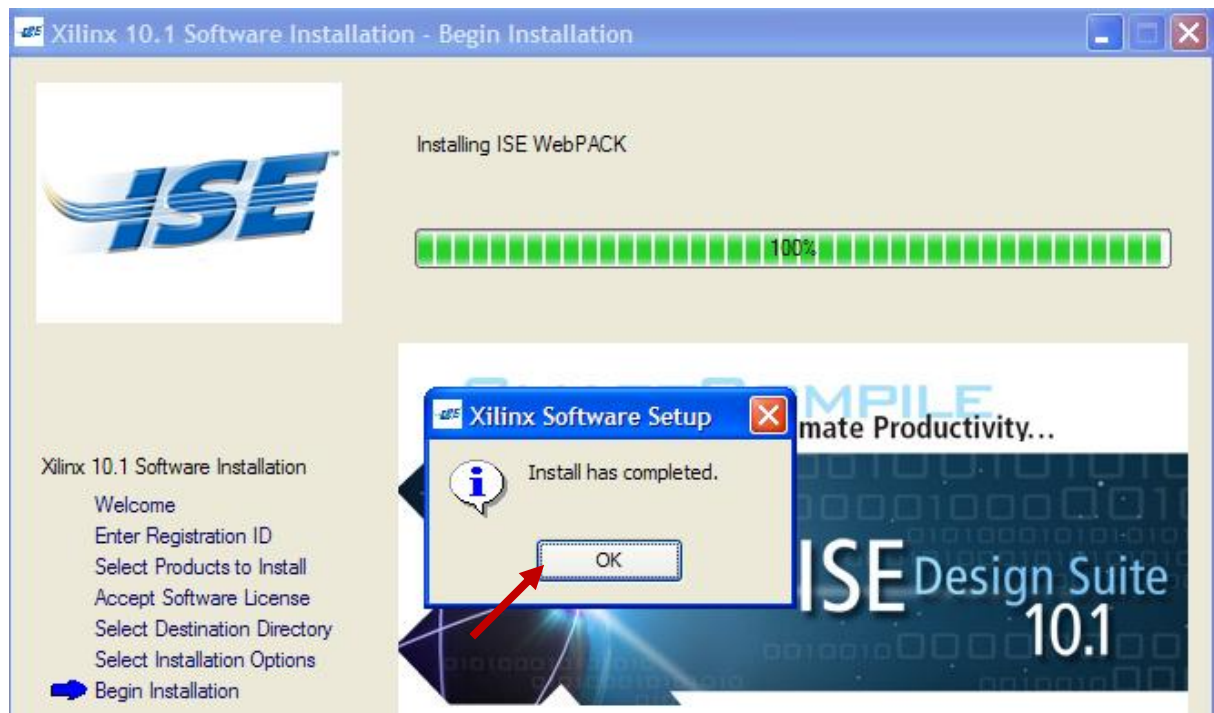 Xilinx 10.1 Software Installation - Begin Installation
ISE
Installing ISE WebPACK
100%
MPILE
mate Productivity...
Xilinx Software Setup
Install has completed.
OK
ISE Design Suite
10.1
Xilinx 10.1 Software Installation
Welcome
Enter Registration ID
Select Products to Install
Accept Software License
Select Destination Directory
Select Installation Options
Begin Installation